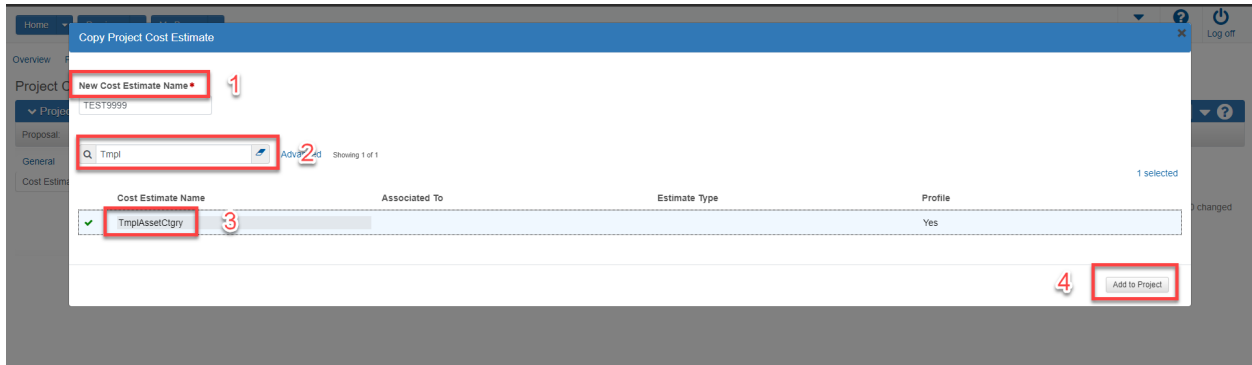 Home
Log off
Copy Project Cost Estimate
Overview
Project C
New Cost Estimate Name
1
TEST9999
Proposal
Tmpl
2
Showing 1 of 1
General
1 selected
Cost Estima
Cost Estimate Name Associated To Estimate Type Profile
0 changed
TmplAssetCtgry 3 Yes
4 Add to Project